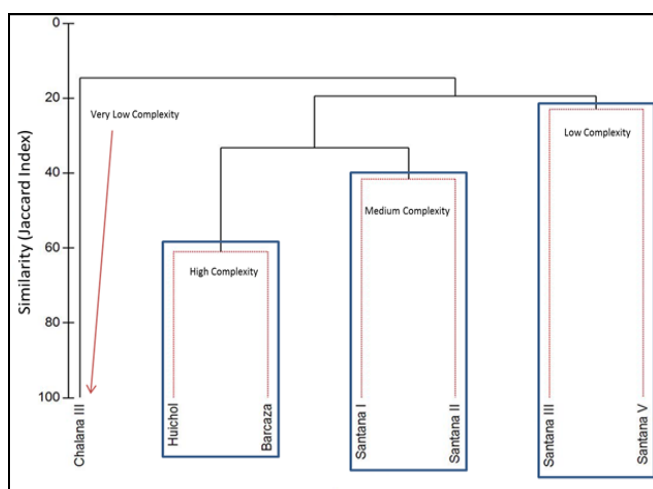 Similarity (Jaccard Index)
0
20
40
60
80
100
Very Low Complexity
High Complexity
Medium Complexity
Low Complexity
Chalana III
Huichol
Barcaza
Santana I
Santana II
Santana III
Santana V